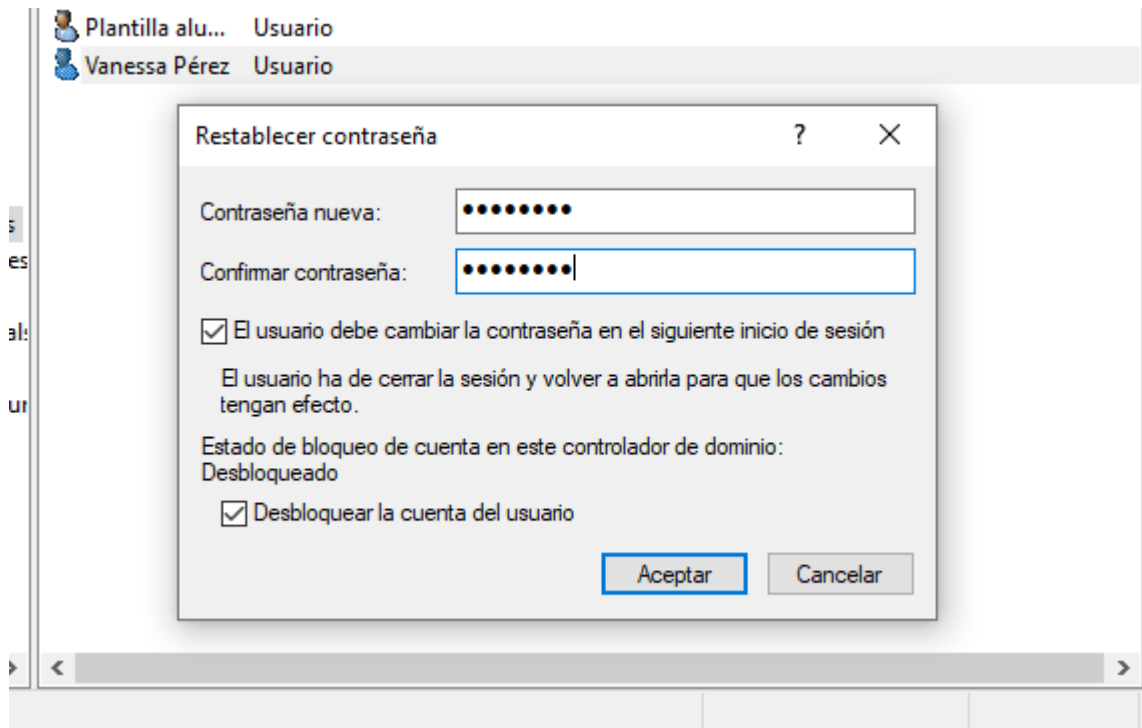 Plantilla alu... Usuario
Vanessa Pérez Usuario
Restablecer contraseña
Contraseña nueva: ••••••••
Confirmar contraseña: ••••••••
El usuario debe cambiar la contraseña en el siguiente inicio de sesión
El usuario ha de cerrar la sesión y volver a abrirla para que los cambios
tengan efecto.
Estado de bloqueo de cuenta en este controlador de dominio:
Desbloqueado
Desbloquear la cuenta del usuario
Aceptar Cancelar